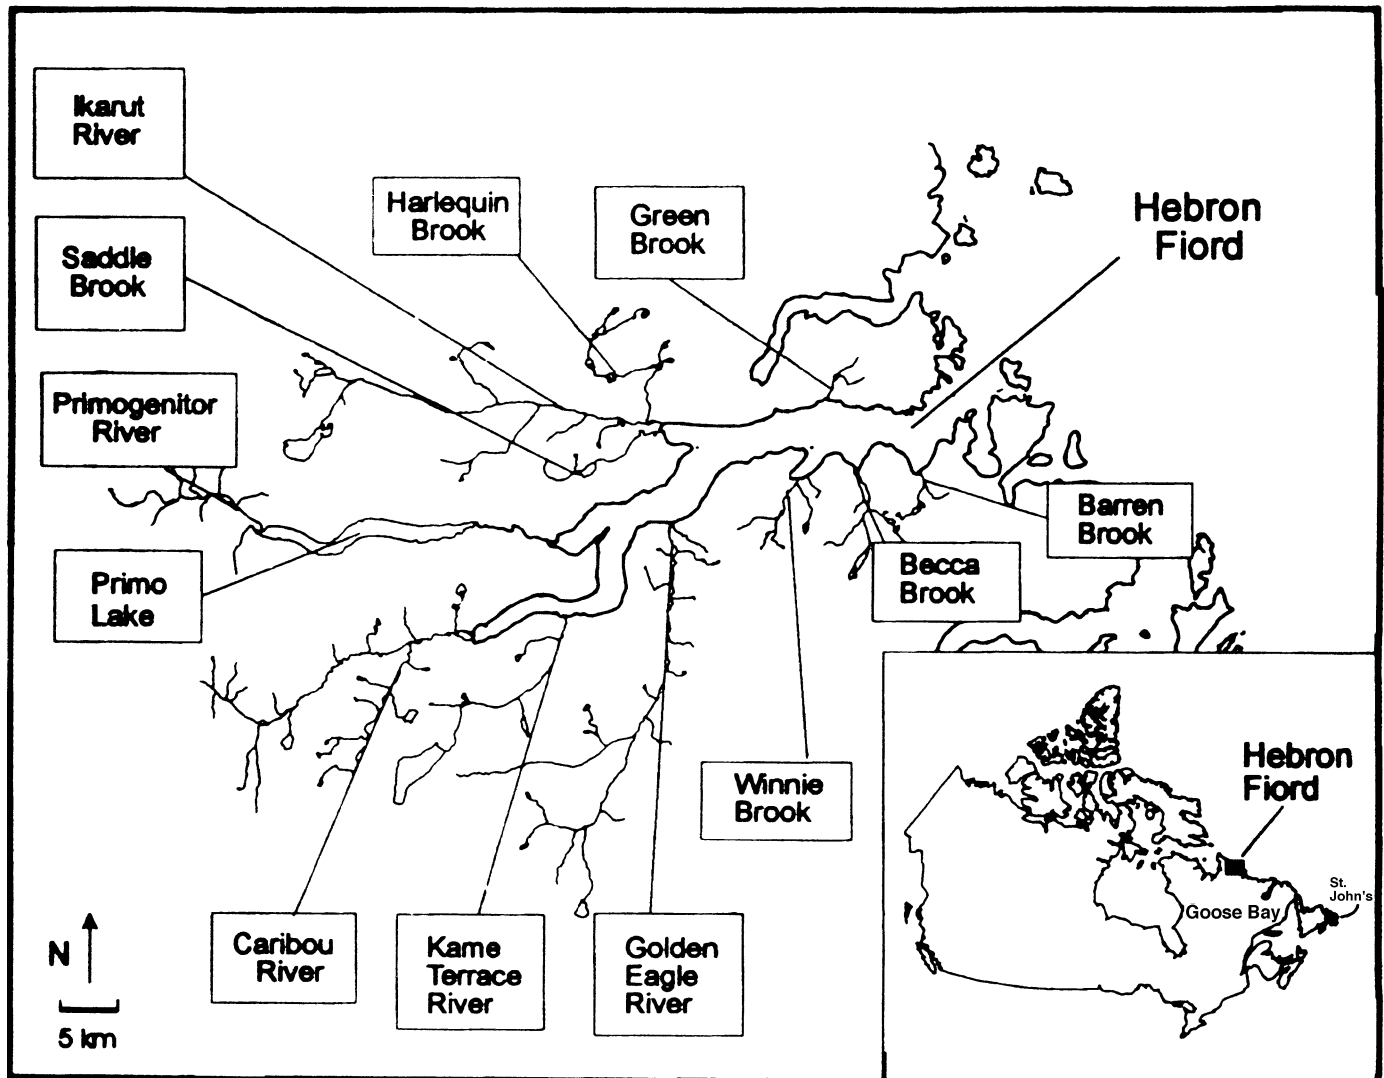 Ikarut
River
Harlequin
Brook
Green
Brook
Hebron
Fiord
Saddle
Brook
Primogenitor
River
Primo
Lake
Barren
Brook
Becca
Brook
Winnie
Brook
Caribou
River
Kame
Terrace
River
Golden
Eagle
River
N
5 km
Hebron
Fiord
St.
John's
Goose Bay